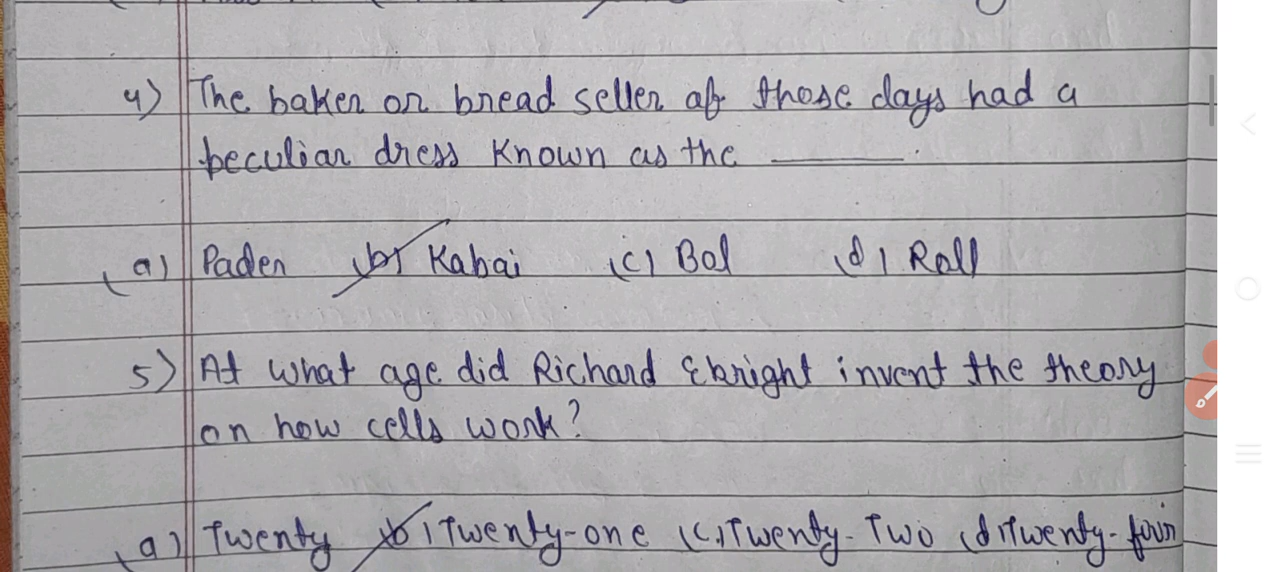 4) The baker or bread seller of those days had a
peculiar dress known as the ______.
(a) Pader (b) Kabai (c) Bol (d) Roll
5) At what age did Richard Ebright invent the theory
on how cells work?
(a) Twenty (b) Twenty-one (c) Twenty-Two (d) Twenty-four